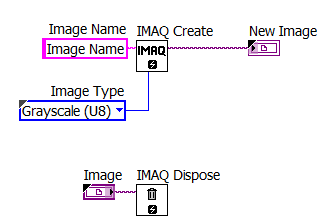 Image Name
IMAQ Create
New Image
Image Name
IMAQ
Image Type
Grayscale (U8)
Image
IMAQ Dispose